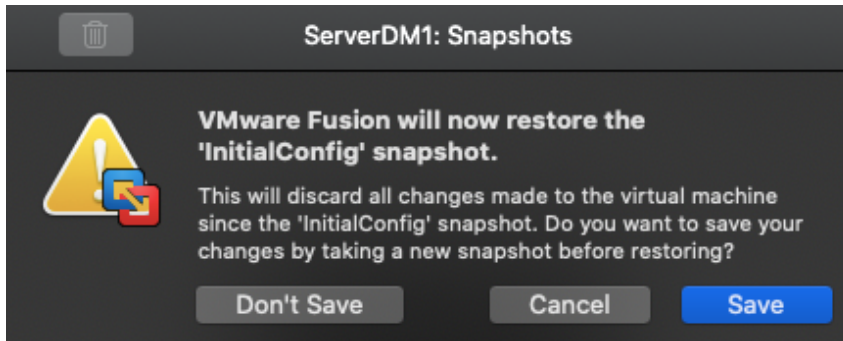 ServerDM1: Snapshots
VMware Fusion will now restore the
'InitialConfig' snapshot.
This will discard all changes made to the virtual machine
since the 'InitialConfig' snapshot. Do you want to save your
changes by taking a new snapshot before restoring?
Don't Save Cancel Save